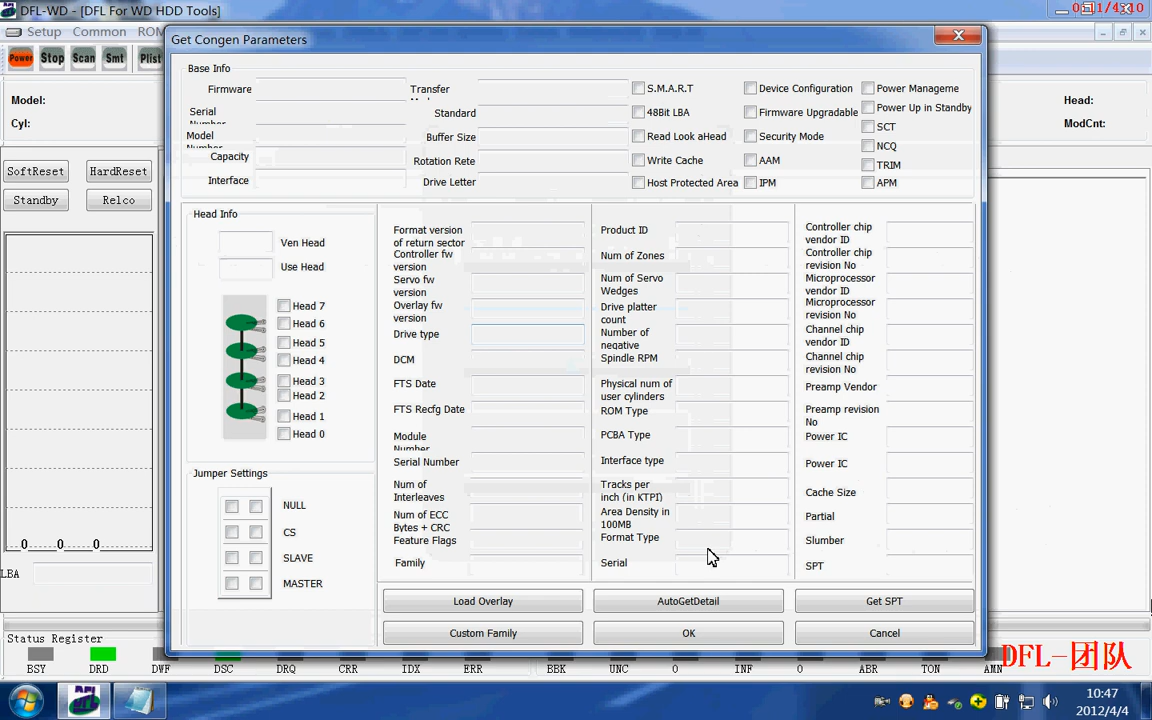 DFL-WD - [DFL For WD HDD Tools]
Setup Common ROM
Power Stop Scan Smt Plist
Model:
Cyl:
Head:
ModCnt:
SoftReset HardReset
Standby Relco
0 0 0
LBA
Get Congen Parameters
Base Info
Firmware
Serial
Number
Model
Number
Capacity
Interface
Transfer
Standard
Buffer Size
Rotation Rete
Drive Letter
S.M.A.R.T
48Bit LBA
Read Look aHead
Write Cache
Host Protected Area
Device Configuration
Firmware Upgradable
Security Mode
AAM
IPM
Power Manageme
Power Up in Standby
SCT
NCQ
TRIM
APM
Head Info
Ven Head
Use Head
Head 7
Head 6
Head 5
Head 4
Head 3
Head 2
Head 1
Head 0
Jumper Settings
NULL
CS
SLAVE
MASTER
Format version
of return sector
Controller fw
version
Servo fw
version
Overlay fw
version
Drive type
DCM
FTS Date
FTS Recfg Date
Module
Number
Serial Number
Num of
Interleaves
Num of ECC
Bytes + CRC
Feature Flags
Family
Product ID
Num of Zones
Num of Servo
Wedges
Drive platter
count
Number of
negative
Spindle RPM
Physical num of
user cylinders
ROM Type
PCBA Type
Interface type
Tracks per
inch (in KTPI)
Area Density in
100MB
Format Type
Serial
Controller chip
vendor ID
Controller chip
revision No
Microprocessor
vendor ID
Microprocessor
revision No
Channel chip
vendor ID
Channel chip
revision No
Preamp Vendor
Preamp revision
No
Power IC
Power IC
Cache Size
Partial
Slumber
SPT
Load Overlay AutoGetDetail Get SPT
Custom Family OK Cancel
Status Register
BSY DRD DWF DSC DRQ CRR IDX ERR BBK UNC 0 INF 0 ABR TON ANN
DFL-团队
10:47
2012/4/4